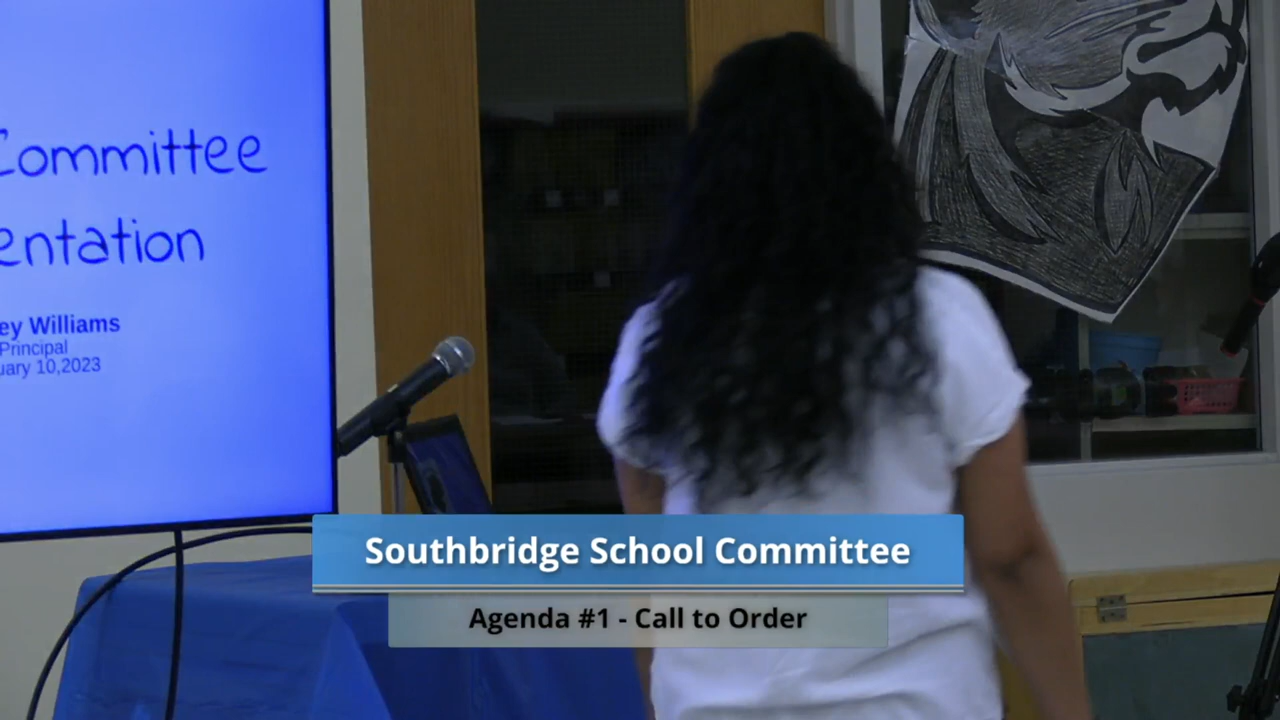 Committee
entation
ey Williams
Principal
uary 10,2023
Southbridge School Committee
Agenda #1 - Call to Order